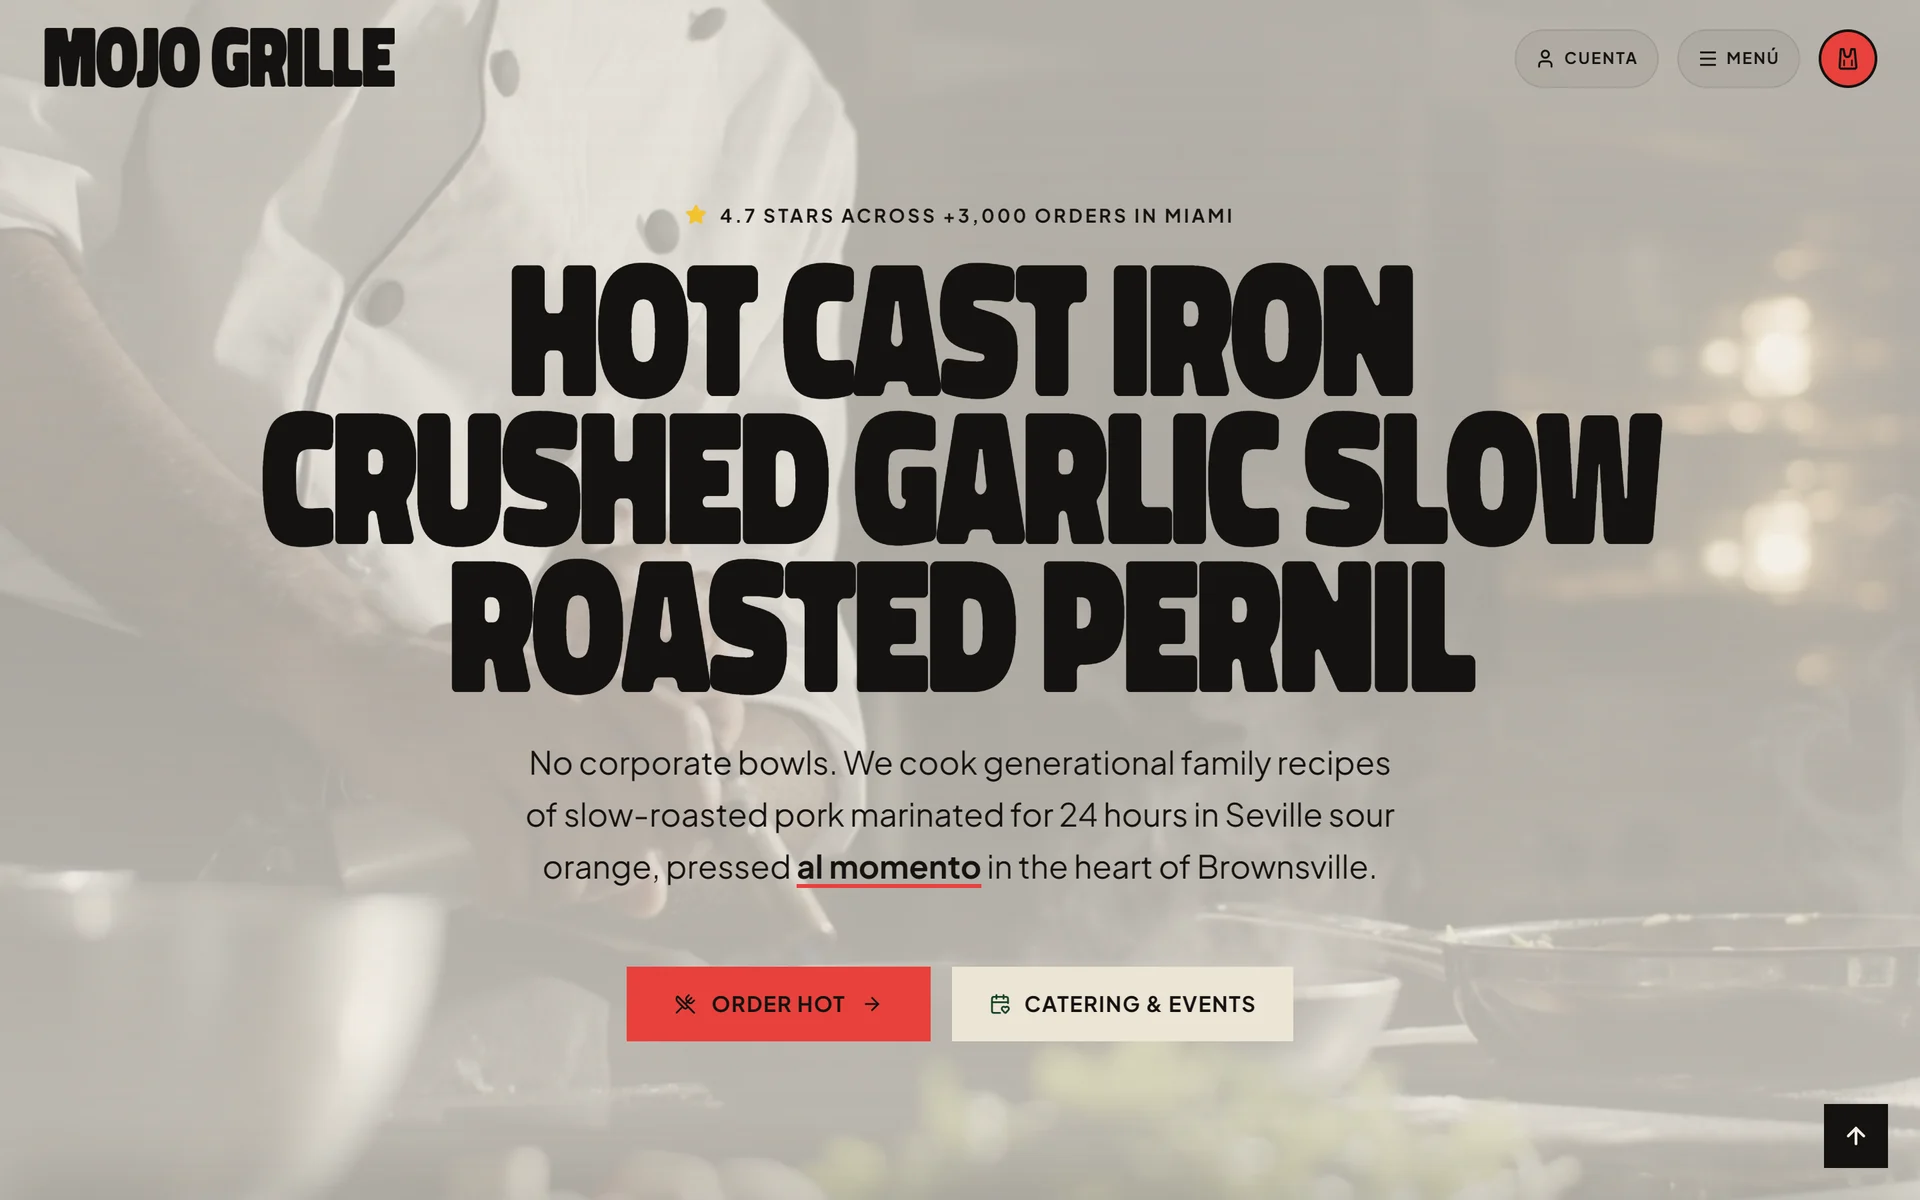 MOJO GRILLE
CUENTA
MENÚ
4.7 STARS ACROSS +3,000 ORDERS IN MIAMI
HOT CAST IRON
CRUSHED GARLIC SLOW
ROASTED PERNIL
No corporate bowls. We cook generational family recipes
of slow-roasted pork marinated for 24 hours in Seville sour
orange, pressed al momento in the heart of Brownsville.
ORDER HOT
CATERING & EVENTS